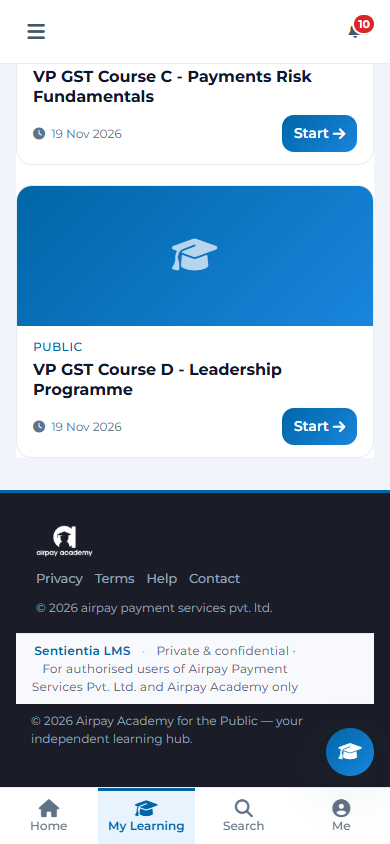 10
VP GST Course C - Payments Risk
Fundamentals
19 Nov 2026
Start →
PUBLIC
VP GST Course D - Leadership
Programme
19 Nov 2026
Start →
airpay academy
Privacy Terms Help Contact
© 2026 airpay payment services pvt. ltd.
Sentientia LMS · Private & confidential ·
For authorised users of Airpay Payment
Services Pvt. Ltd. and Airpay Academy only
© 2026 Airpay Academy for the Public — your
independent learning hub.
Home My Learning Search Me